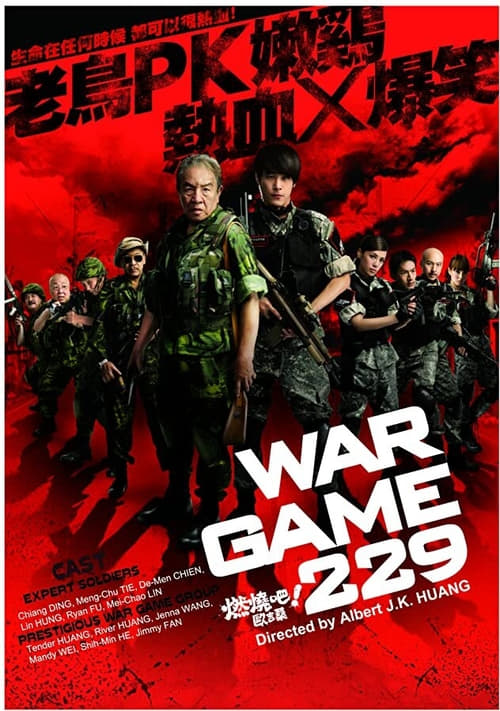 生命在任何時候 都可以很熱血!
老鳥PK嫩鷄
熱血×爆笑
WAR
GAME
229
燃燒吧!
歐吉桑
Directed by Albert J.K. HUANG
CAST
EXPERT SOLDIERS
Chiang DING, Meng-Chu TIE, De-Men CHIEN,
Lin HUNG, Ryan FU, Mei-Chao LIN
PRESTIGIOUS WAR GAME GROUP
Tender HUANG, River HUANG, Jenna WANG,
Mandy WEI, Shih-Min HE, Jimmy FAN